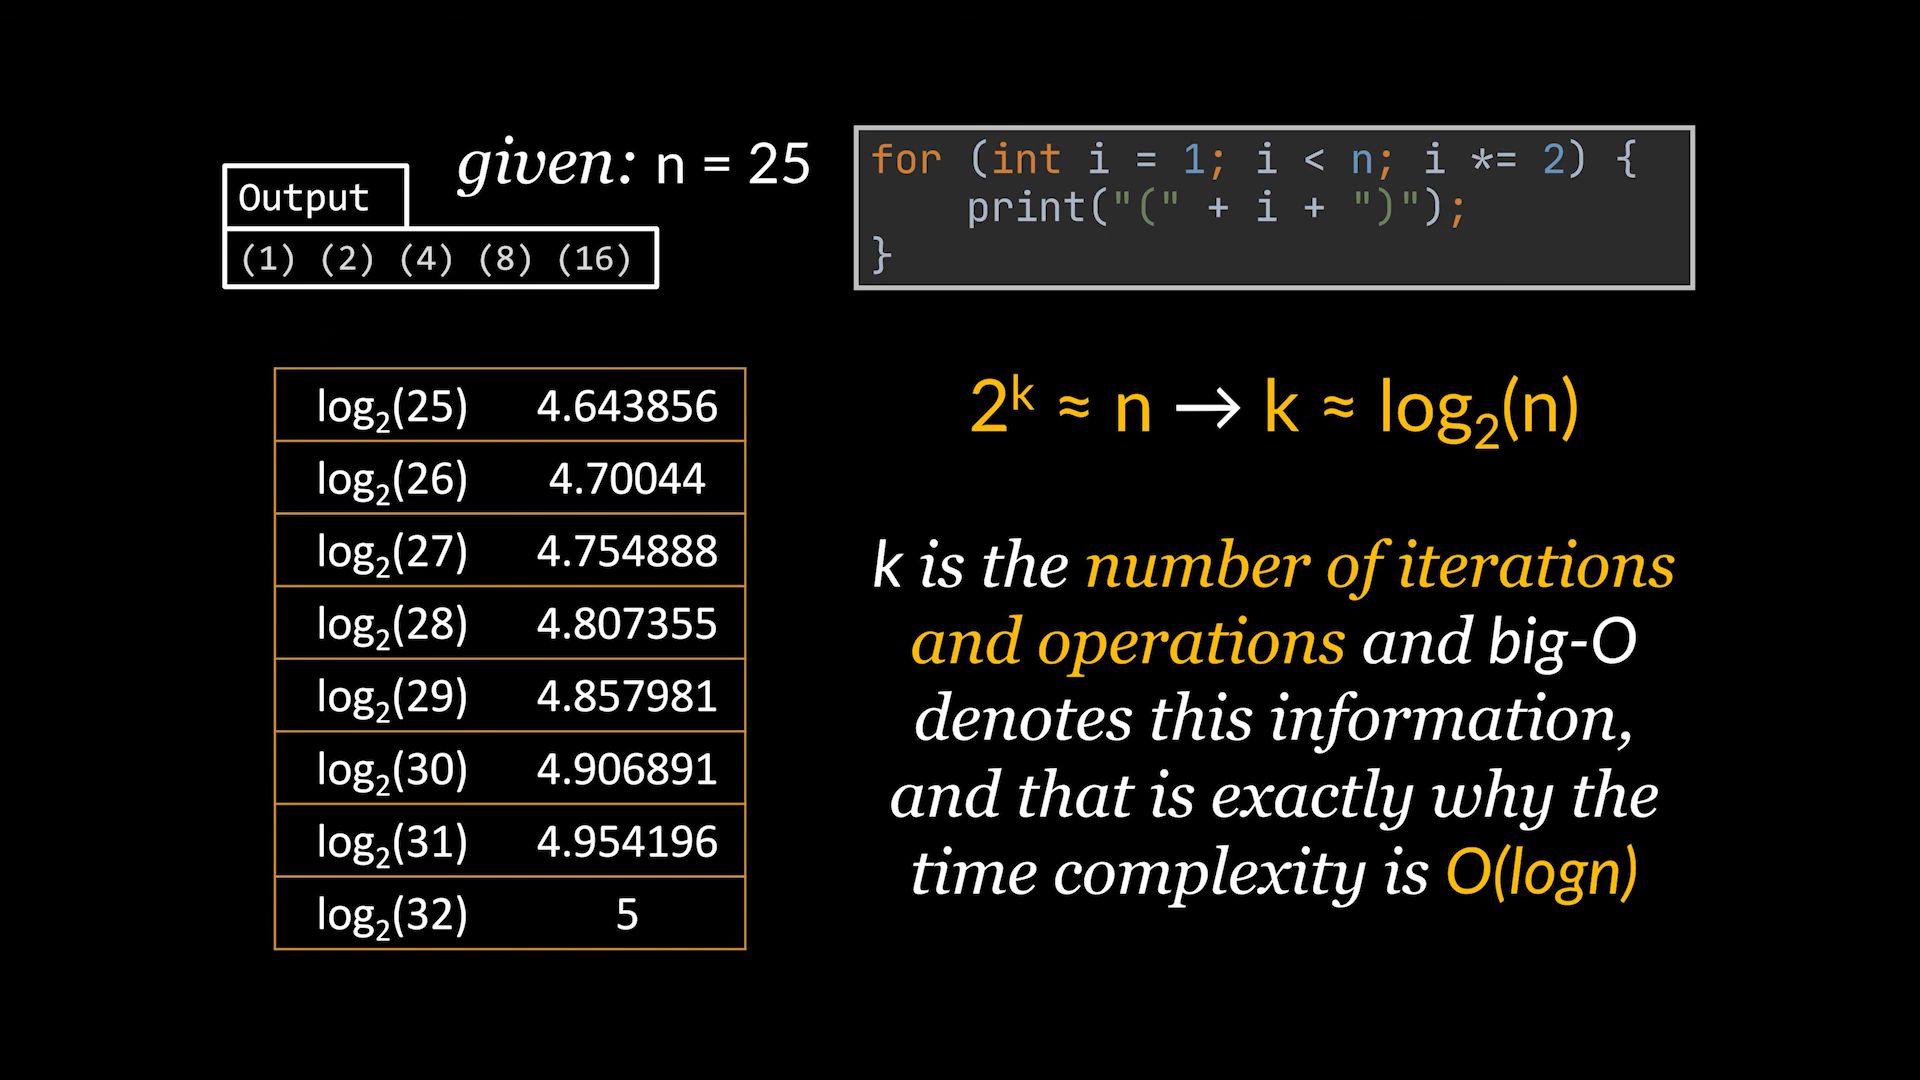 given: n = 25
Output
(1) (2) (4) (8) (16)
for (int i = 1; i < n; i *= 2) {
print("(" + i + ")");
}
log₂(25) 4.643856
log₂(26) 4.70044
log₂(27) 4.754888
log₂(28) 4.807355
log₂(29) 4.857981
log₂(30) 4.906891
log₂(31) 4.954196
log₂(32) 5
2ᵏ ≈ n → k ≈ log₂(n)
k is the number of iterations
and operations and big-O
denotes this information,
and that is exactly why the
time complexity is O(logn)